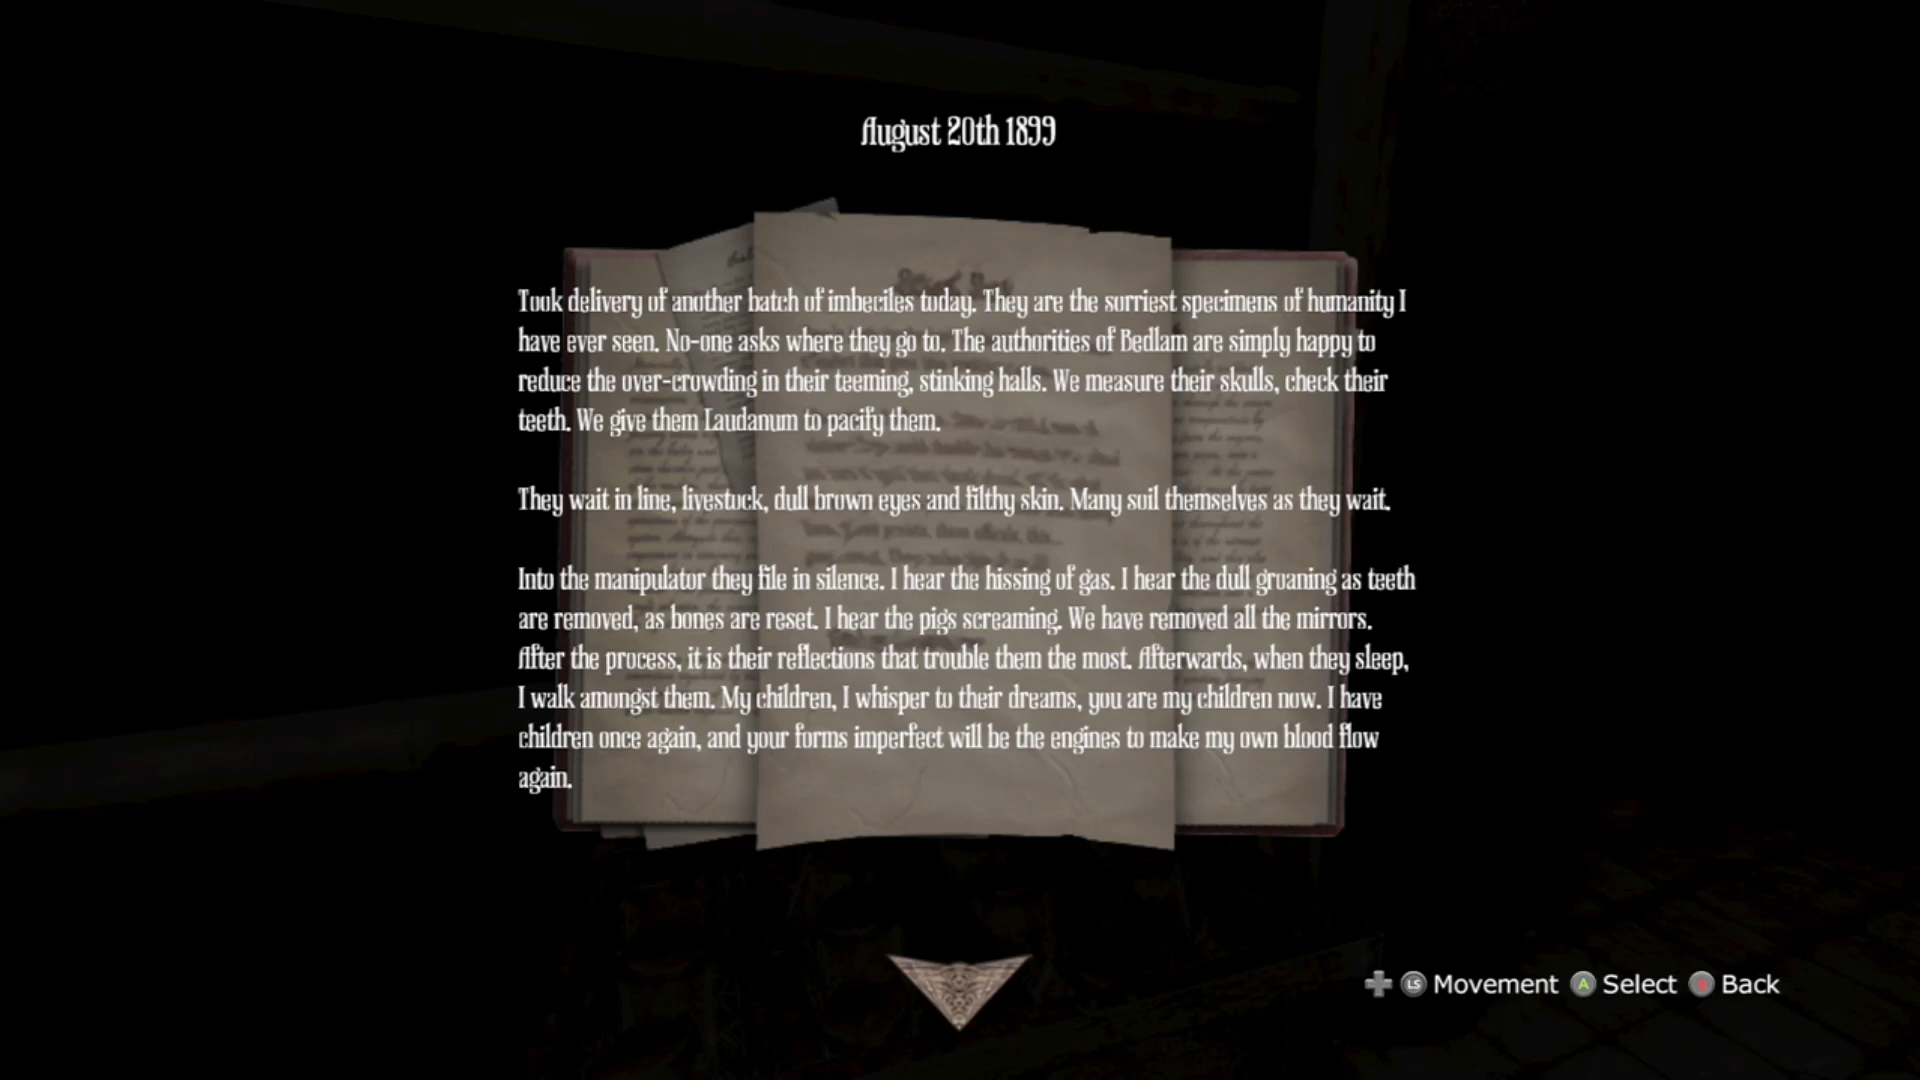 August 20th 1899
Took delivery of another batch of imbeciles today. They are the sorriest specimens of humanity I
have ever seen. No-one asks where they go to. The authorities of Bedlam are simply happy to
reduce the over-crowding in their teeming, stinking halls. We measure their skulls, check their
teeth. We give them Laudanum to pacify them.
They wait in line, livestock, dull brown eyes and filthy skin. Many soil themselves as they wait.
Into the manipulator they file in silence. I hear the hissing of gas. I hear the dull groaning as teeth
are removed, as bones are reset. I hear the pigs screaming. We have removed all the mirrors.
After the process, it is their reflections that trouble them the most. Afterwards, when they sleep,
I walk amongst them. My children, I whisper to their dreams, you are my children now. I have
children once again, and your forms imperfect will be the engines to make my own blood flow
again.
LS Movement A Select B Back